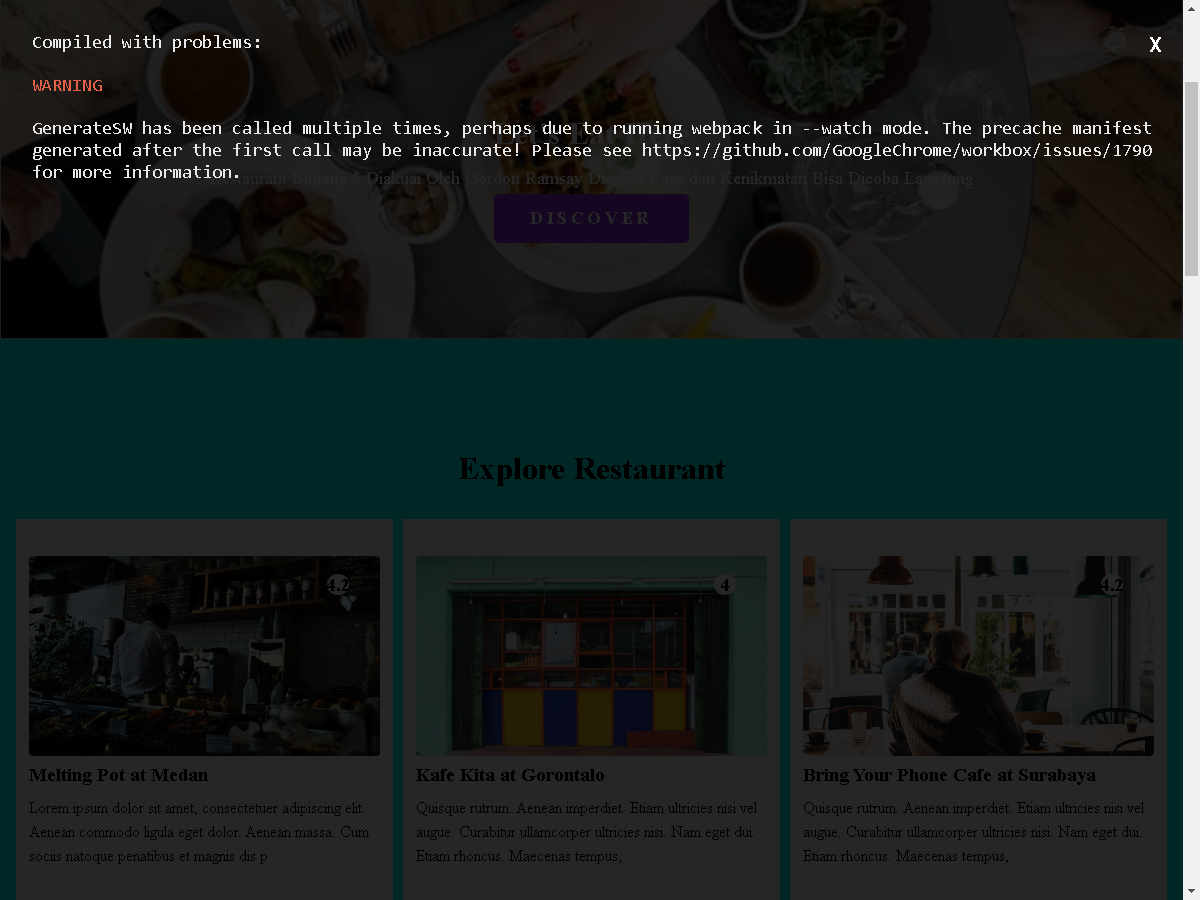 Compiled with problems:
X
WARNING
GenerateSW has been called multiple times, perhaps due to running webpack in --watch mode. The precache manifest
generated after the first call may be inaccurate! Please see https://github.com/GoogleChrome/workbox/issues/1790
for more information.
Restaurant Bintang 5 Diakuai Oleh Gordon Ramsay Dimana Rasa dan Kenikmatan Bisa Dicoba Langsung
DISCOVER
Explore Restaurant
4.2
4
4.2
Melting Pot at Medan
Lorem ipsum dolor sit amet, consectetuer adipiscing elit.
Aenean commodo ligula eget dolor. Aenean massa. Cum
sociis natoque penatibus et magnis dis p
Kafe Kita at Gorontalo
Quisque rutrum. Aenean imperdiet. Etiam ultricies nisi vel
augue. Curabitur ullamcorper ultricies nisi. Nam eget dui.
Etiam rhoncus. Maecenas tempus,
Bring Your Phone Cafe at Surabaya
Quisque rutrum. Aenean imperdiet. Etiam ultricies nisi vel
augue. Curabitur ullamcorper ultricies nisi. Nam eget dui.
Etiam rhoncus. Maecenas tempus,